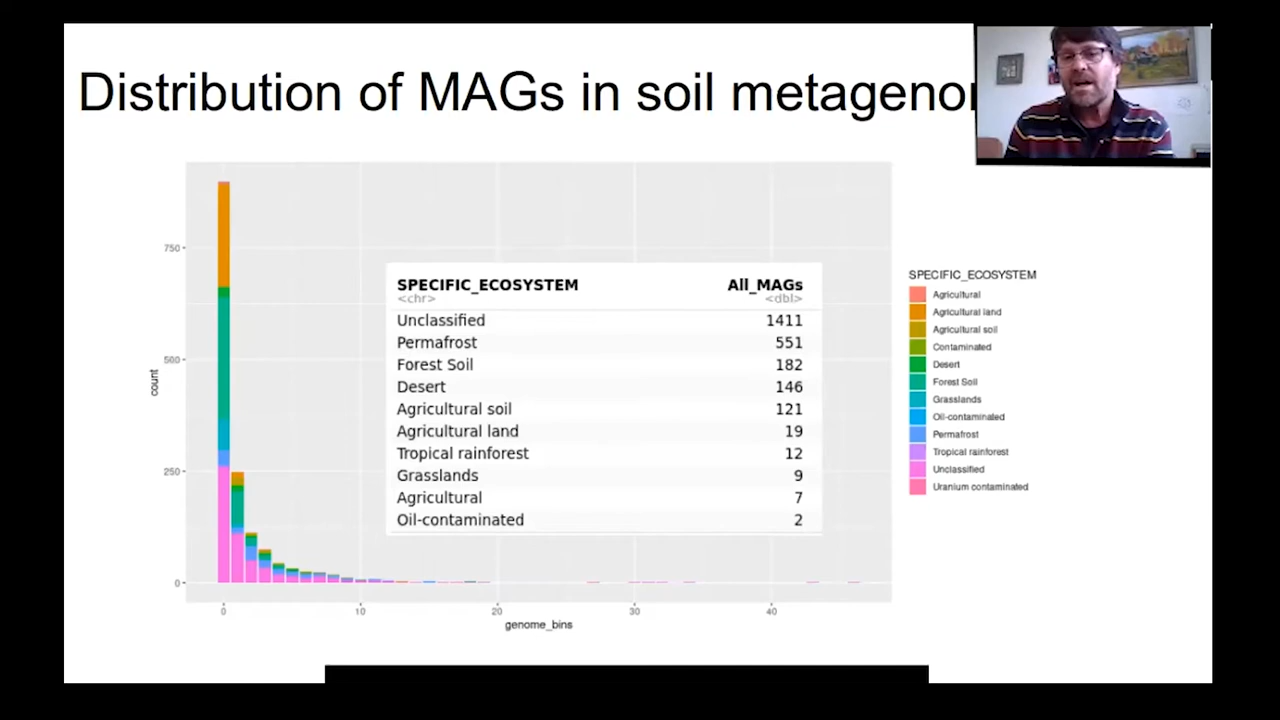 Distribution of MAGs in soil metageno
SPECIFIC_ECOSYSTEM All_MAGs
<chr> <dbl>
Unclassified 1411
Permafrost 551
Forest Soil 182
Desert 146
Agricultural soil 121
Agricultural land 19
Tropical rainforest 12
Grasslands 9
Agricultural 7
Oil-contaminated 2
750
500
250
0
count
0 10 20 30 40
genome_bins
SPECIFIC_ECOSYSTEM
Agricultural
Agricultural land
Agricultural soil
Contaminated
Desert
Forest Soil
Grasslands
Oil-contaminated
Permafrost
Tropical rainforest
Unclassified
Uranium contaminated